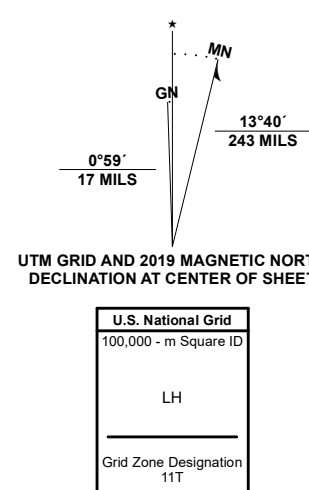 ★
MN
GN
13°40´
243 MILS
0°59´
17 MILS
UTM GRID AND 2019 MAGNETIC NORT
DECLINATION AT CENTER OF SHEET
U.S. National Grid
100,000 - m Square ID
LH
Grid Zone Designation
11T